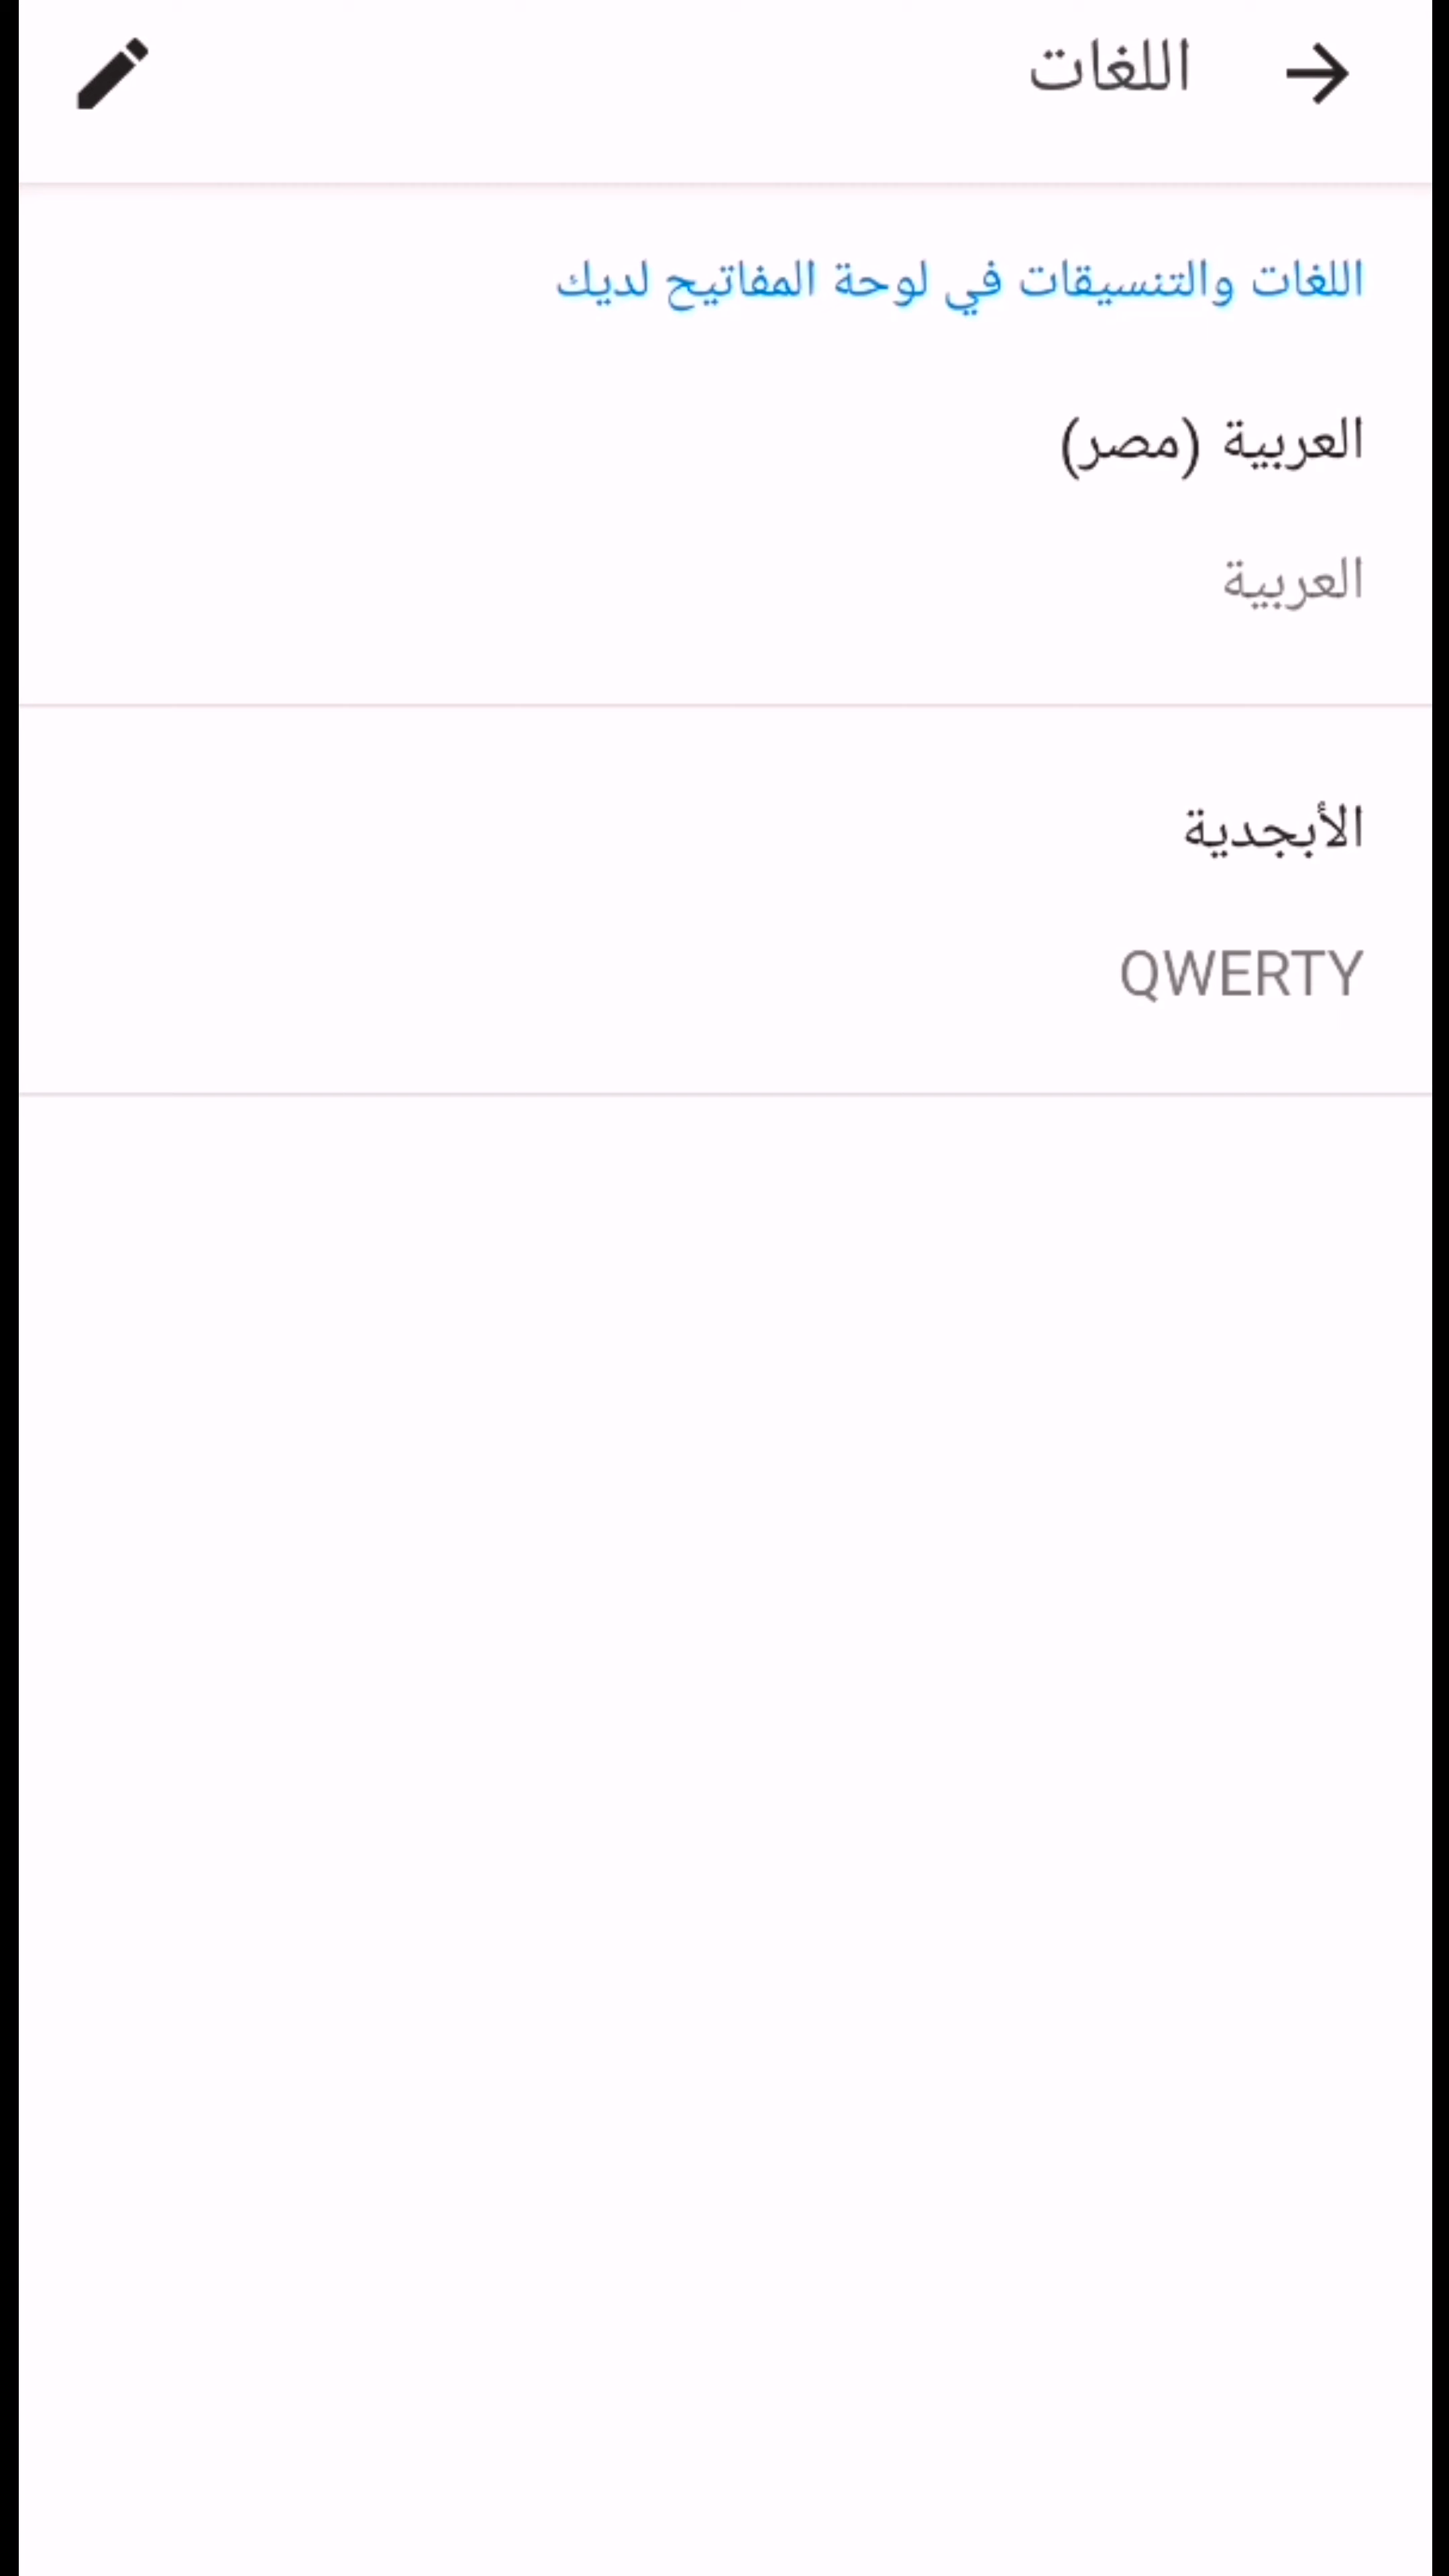 اللغات
اللغات والتنسيقات في لوحة المفاتيح لديك
العربية (مصر)
العربية
الأبجدية
QWERTY